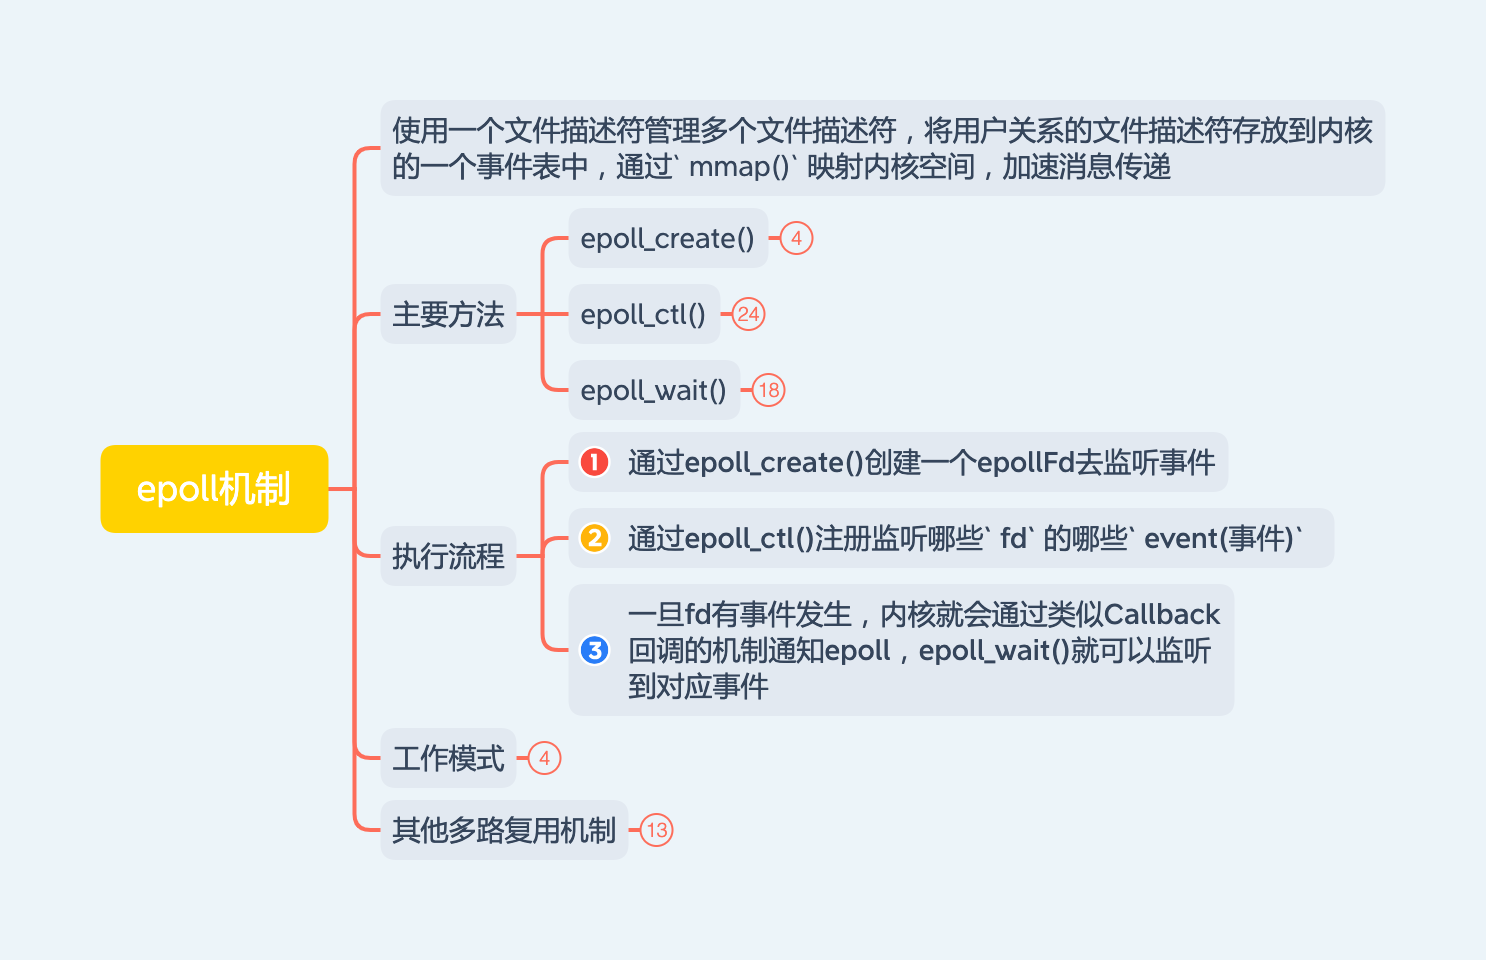 使用一个文件描述符管理多个文件描述符，将用户关系的文件描述符存放到内核
的一个事件表中，通过` mmap()` 映射内核空间，加速消息传递
epoll_create()
4
主要方法
epoll_ctl()
24
epoll_wait()
18
epoll机制
1 通过epoll_create()创建一个epollFd去监听事件
2 通过epoll_ctl()注册监听哪些` fd` 的哪些` event(事件)`
执行流程
一旦fd有事件发生，内核就会通过类似Callback
3 回调的机制通知epoll，epoll_wait()就可以监听
到对应事件
工作模式
4
其他多路复用机制
13